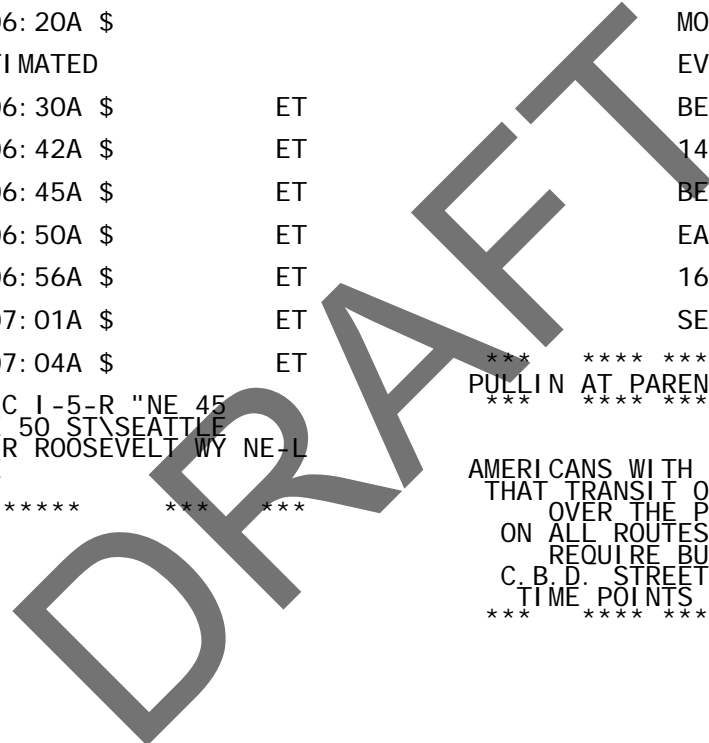 06:20A $ MO
TIMATED EV
06:30A $ ET BE
06:42A $ ET 14
06:45A $ ET BE
06:50A $ ET EA
06:56A $ ET 16
07:01A $ ET SE
07:04A $ ET
*** **** ***
PULLIN AT PAREN
*** **** ***
C I-5-R "NE 45
50 ST\SEATTLE
R ROOSEVELT WY NE-L
***** *** ***
AMERICANS WITH
THAT TRANSIT O
OVER THE P
ON ALL ROUTES
REQUIRE BU
C.B.D. STREET
TIME POINTS
*** **** ***
DRAFT